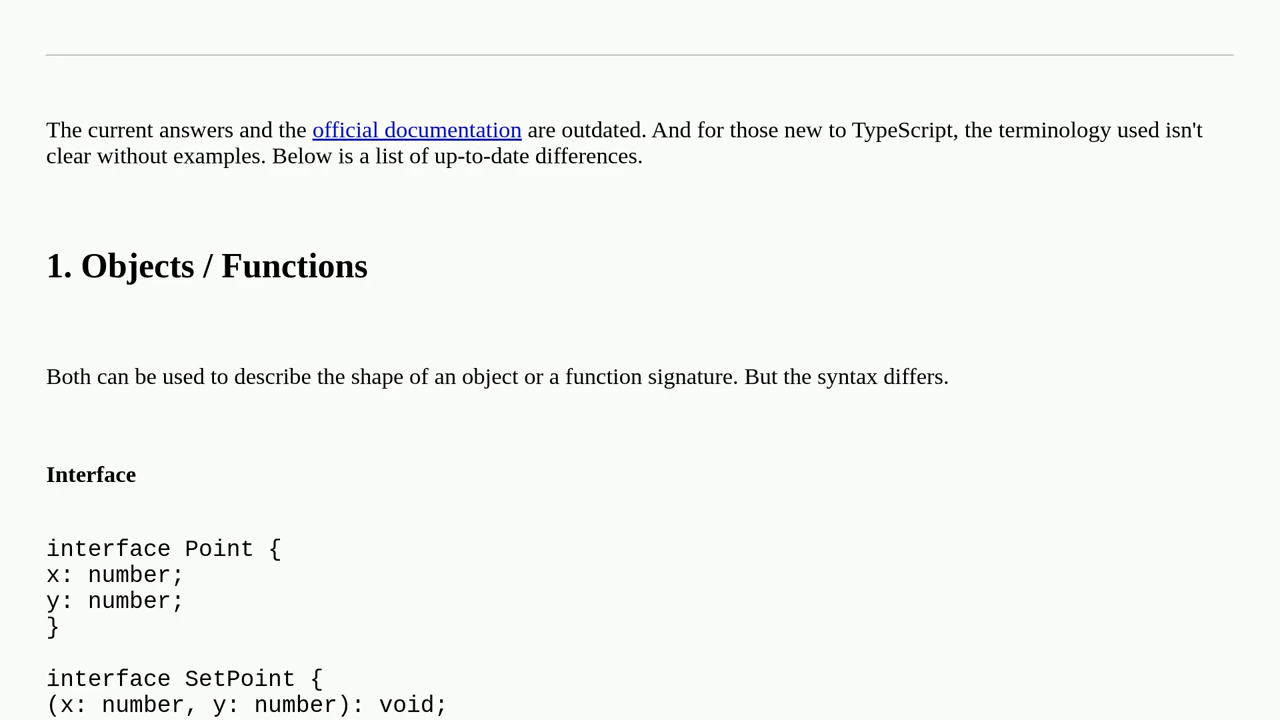 The current answers and the official documentation are outdated. And for those new to TypeScript, the terminology used isn't
clear without examples. Below is a list of up-to-date differences.
1. Objects / Functions
Both can be used to describe the shape of an object or a function signature. But the syntax differs.
Interface
interface Point {
x: number;
y: number;
}
interface SetPoint {
(x: number, y: number): void;